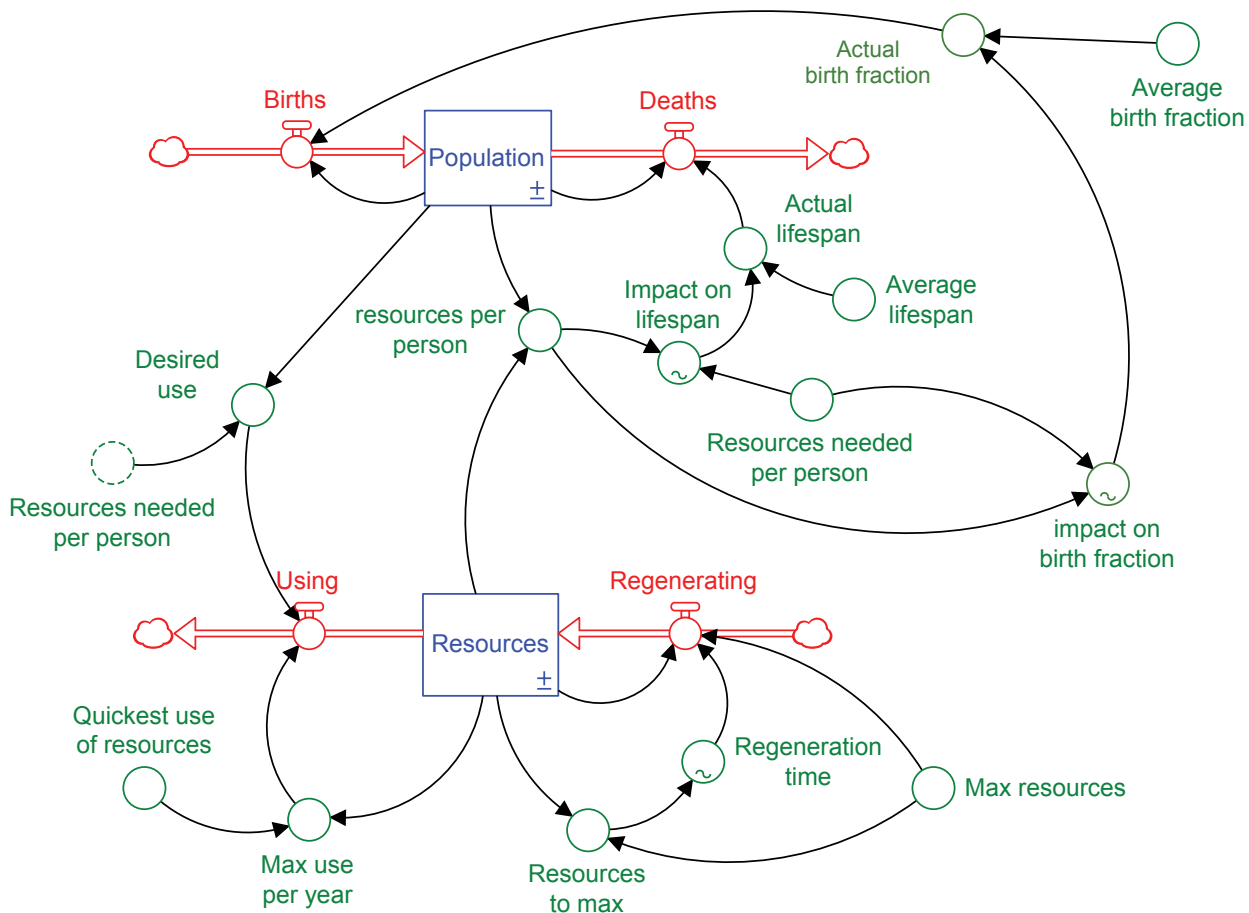 Actual
birth fraction
Average
birth fraction
Births
Deaths
Population
±
Actual
lifespan
Impact on
lifespan
Average
lifespan
resources per
person
Desired
use
Resources needed
per person
Resources needed
per person
impact on
birth fraction
Using
Regenerating
Resources
±
Quickest use
of resources
Regeneration
time
Max resources
Max use
per year
Resources
to max